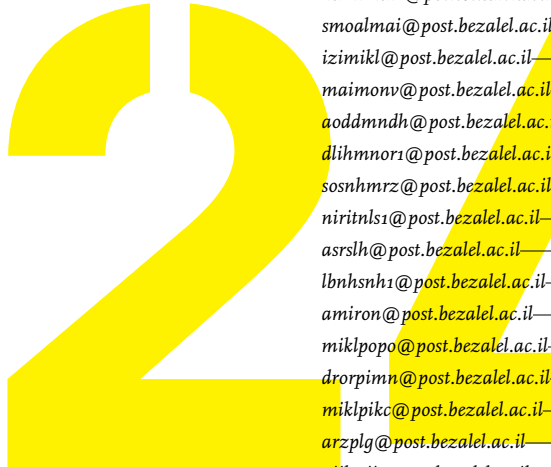 24
smoalmai@post.bezalel.ac.il
izimikl@post.bezalel.ac.il—
maimonv@post.bezalel.ac.il
aoddmndh@post.bezalel.ac.
dlihmnor1@post.bezalel.ac.il
sosnhmrz@post.bezalel.ac.il
niritnls1@post.bezalel.ac.il—
asrslh@post.bezalel.ac.il—
lbnhsnh1@post.bezalel.ac.il—
amiron@post.bezalel.ac.il—
miklpopo@post.bezalel.ac.il—
drorpimn@post.bezalel.ac.il
miklpikc@post.bezalel.ac.il—
arzplg@post.bezalel.ac.il—